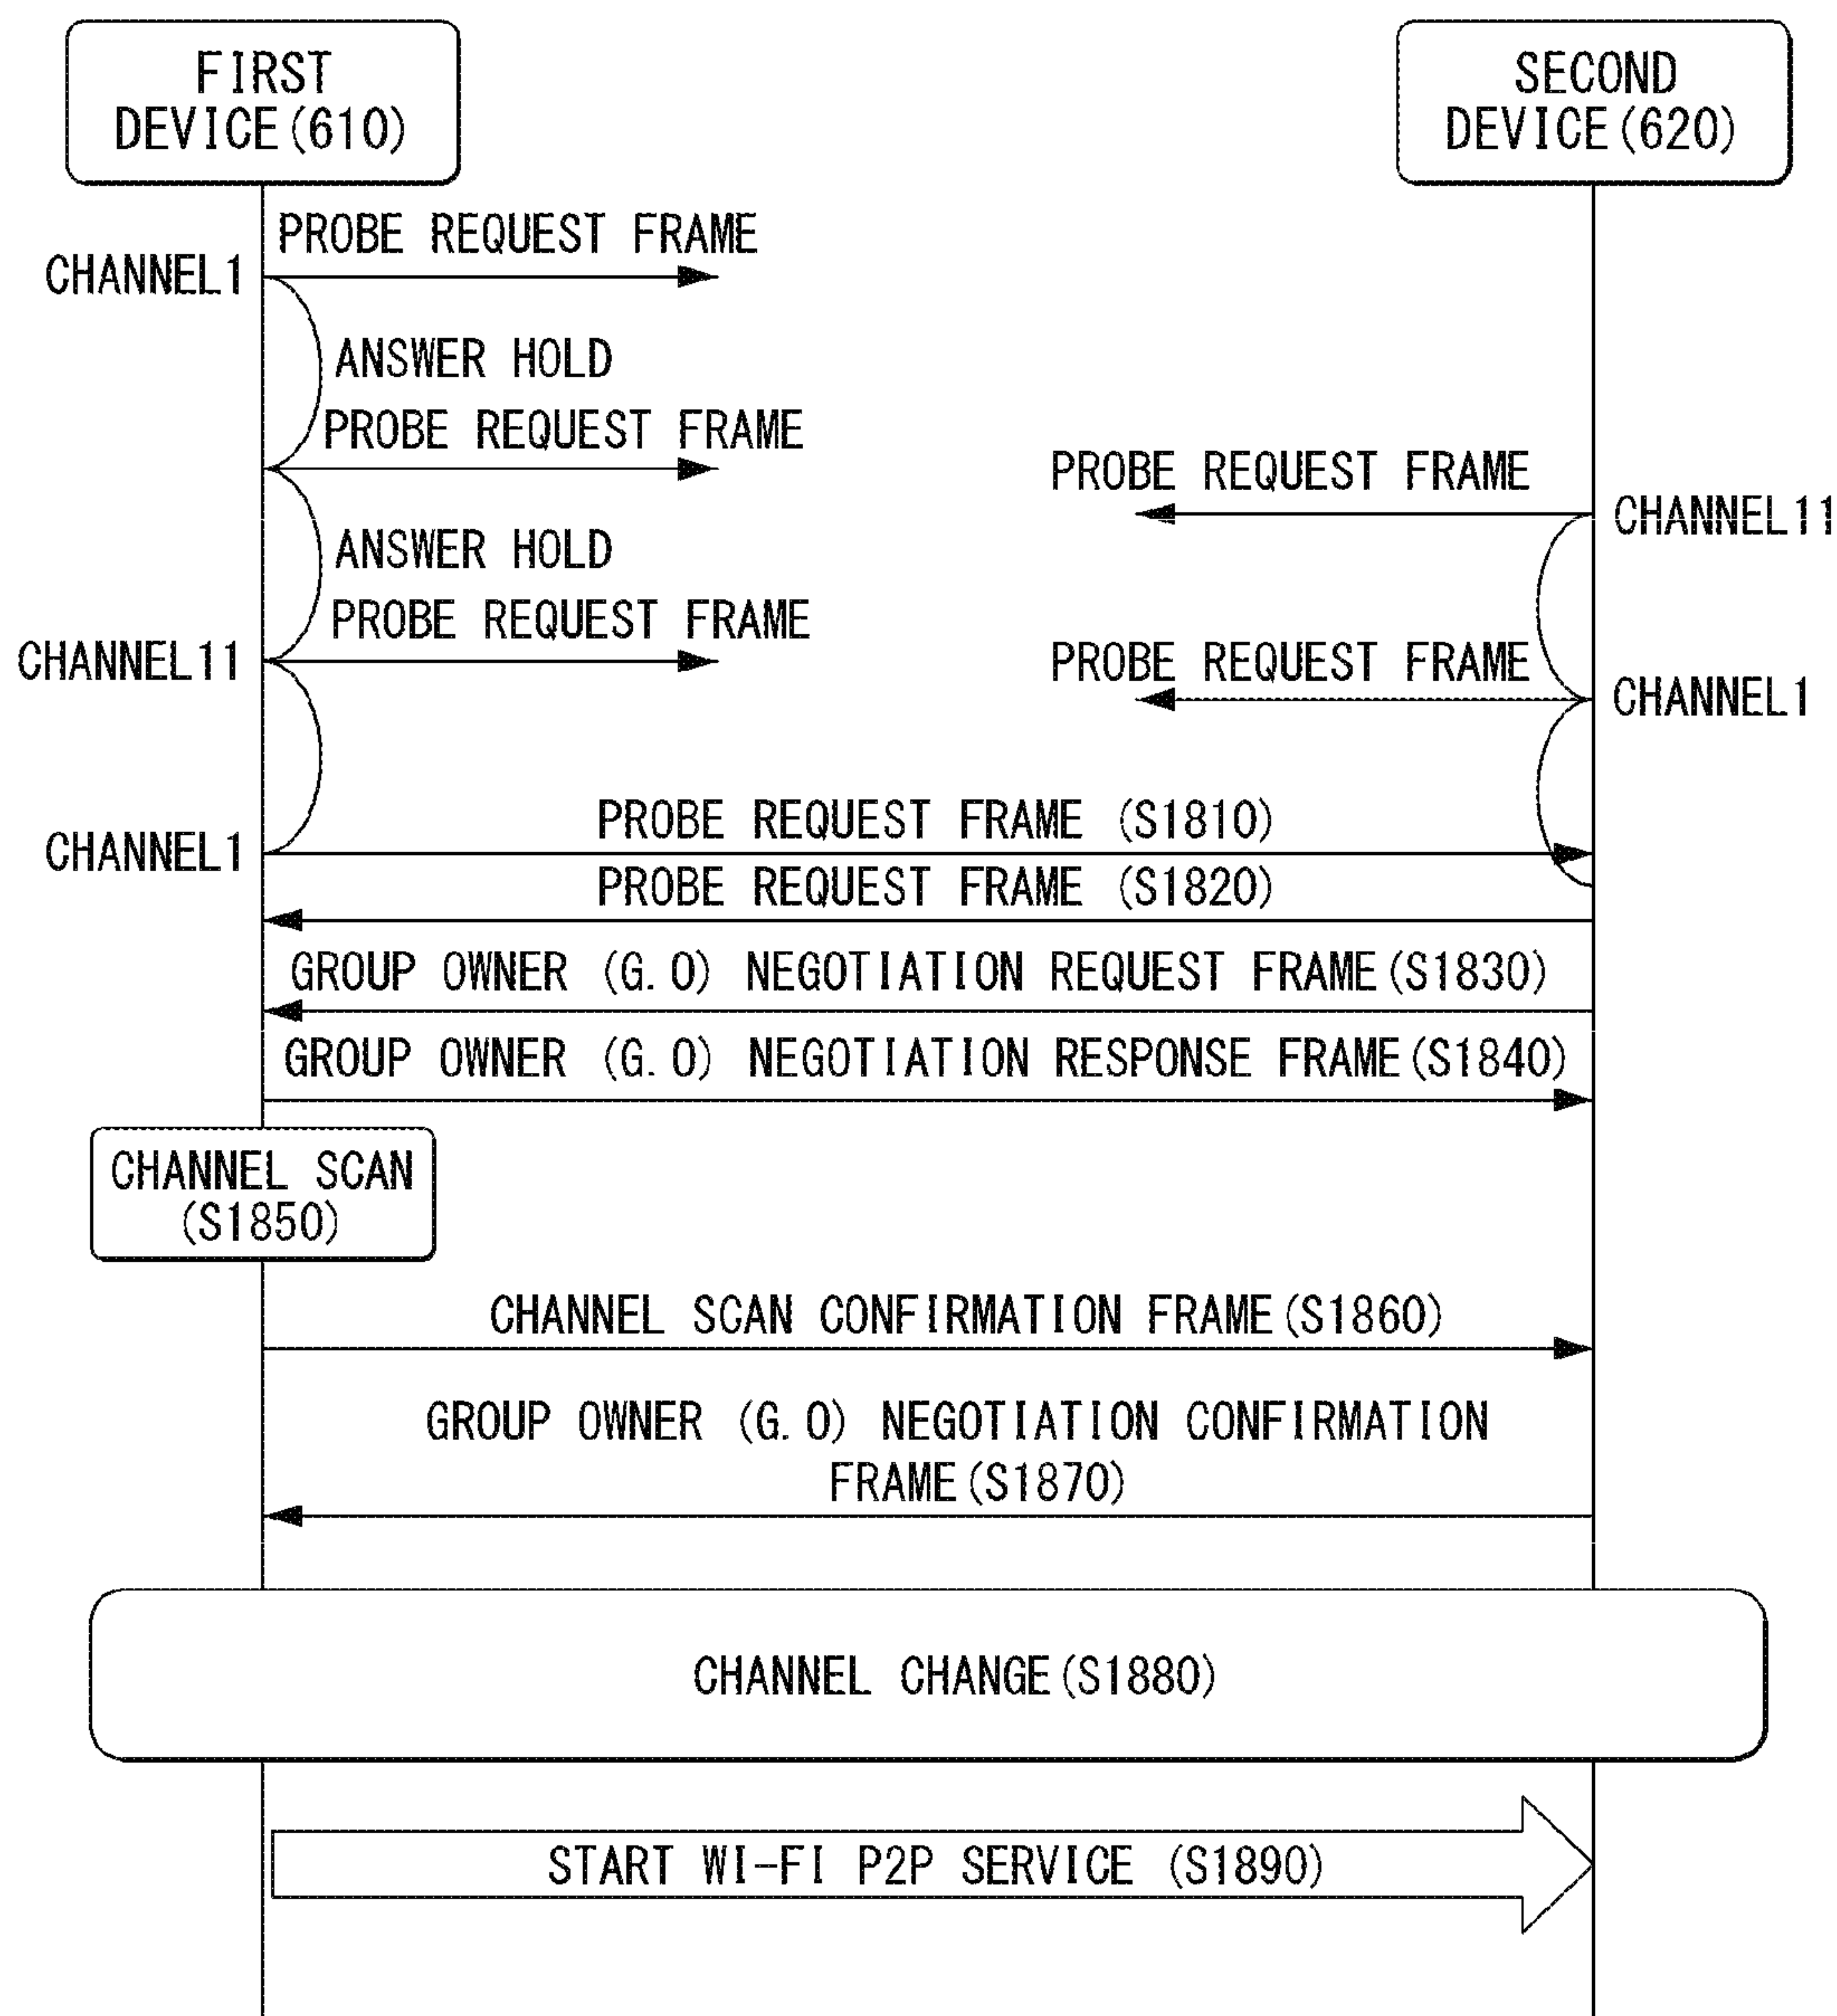 FIRST
DEVICE(610)
SECOND
DEVICE(620)
PROBE REQUEST FRAME
CHANNEL1
ANSWER HOLD
PROBE REQUEST FRAME
PROBE REQUEST FRAME
CHANNEL11
ANSWER HOLD
PROBE REQUEST FRAME
CHANNEL11
PROBE REQUEST FRAME
CHANNEL1
PROBE REQUEST FRAME (S1810)
CHANNEL1
PROBE REQUEST FRAME (S1820)
GROUP OWNER (G.O) NEGOTIATION REQUEST FRAME(S1830)
GROUP OWNER (G.O) NEGOTIATION RESPONSE FRAME(S1840)
CHANNEL SCAN
(S1850)
CHANNEL SCAN CONFIRMATION FRAME(S1860)
GROUP OWNER (G.O) NEGOTIATION CONFIRMATION
FRAME(S1870)
CHANNEL CHANGE(S1880)
START WI-FI P2P SERVICE (S1890)